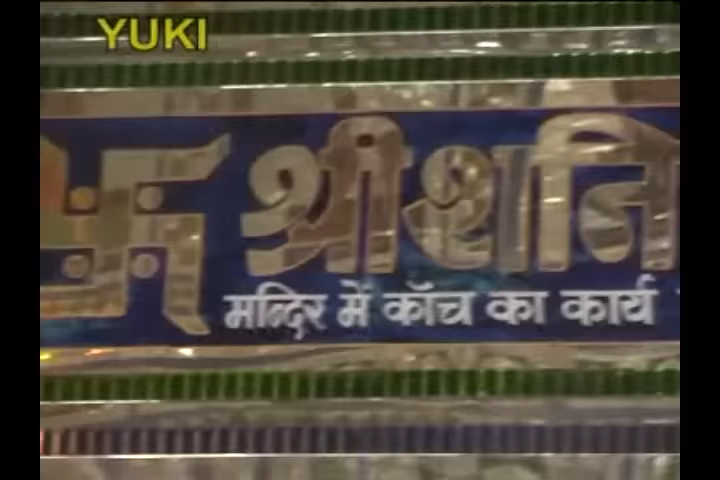 YUKI
श्री शनि
मन्दिर में काँच का कार्य